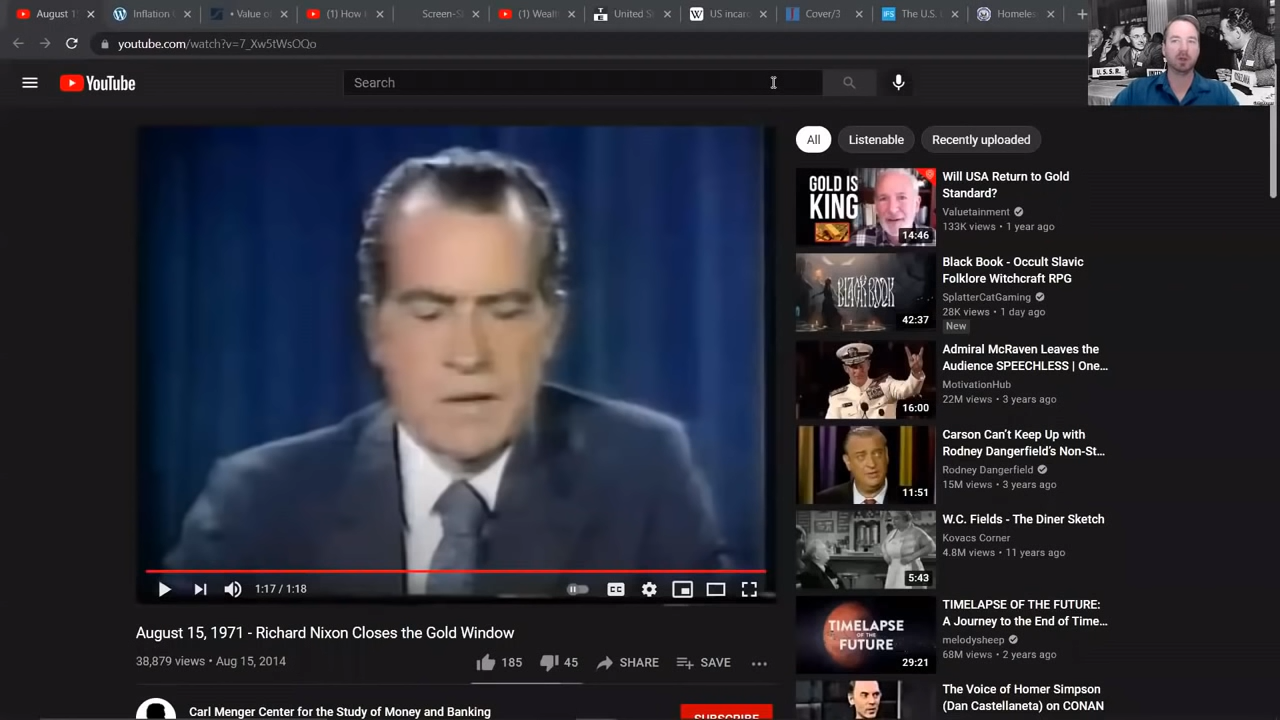 August 1
Inflation
• Value of
(1) How
Screen-S
(1) Weat
United S
US incar
Cover/3
The U.S.
Homeles
youtube.com/watch?v=7_Xw5tWsOQo
YouTube
Search
U.S.S.R.
All
Listenable
Recently uploaded
GOLD IS
KING
14:46
Will USA Return to Gold
Standard?
Valuetainment
133K views • 1 year ago
BLACK BOOK
42:37
Black Book - Occult Slavic
Folklore Witchcraft RPG
SplatterCatGaming
28K views • 1 day ago
New
16:00
Admiral McRaven Leaves the
Audience SPEECHLESS | One...
MotivationHub
22M views • 3 years ago
11:51
Carson Can't Keep Up with
Rodney Dangerfield's Non-St...
Rodney Dangerfield
15M views • 3 years ago
5:43
W.C. Fields - The Diner Sketch
Kovacs Corner
4.8M views • 11 years ago
TIMELAPSE
OF THE
FUTURE
29:21
TIMELAPSE OF THE FUTURE:
A Journey to the End of Time...
melodysheep
68M views • 2 years ago
The Voice of Homer Simpson
(Dan Castellaneta) on CONAN
1:17 / 1:18
CC
August 15, 1971 - Richard Nixon Closes the Gold Window
38,879 views • Aug 15, 2014
185
45
SHARE
SAVE
Carl Menger Center for the Study of Money and Banking
SUBSCRIBE